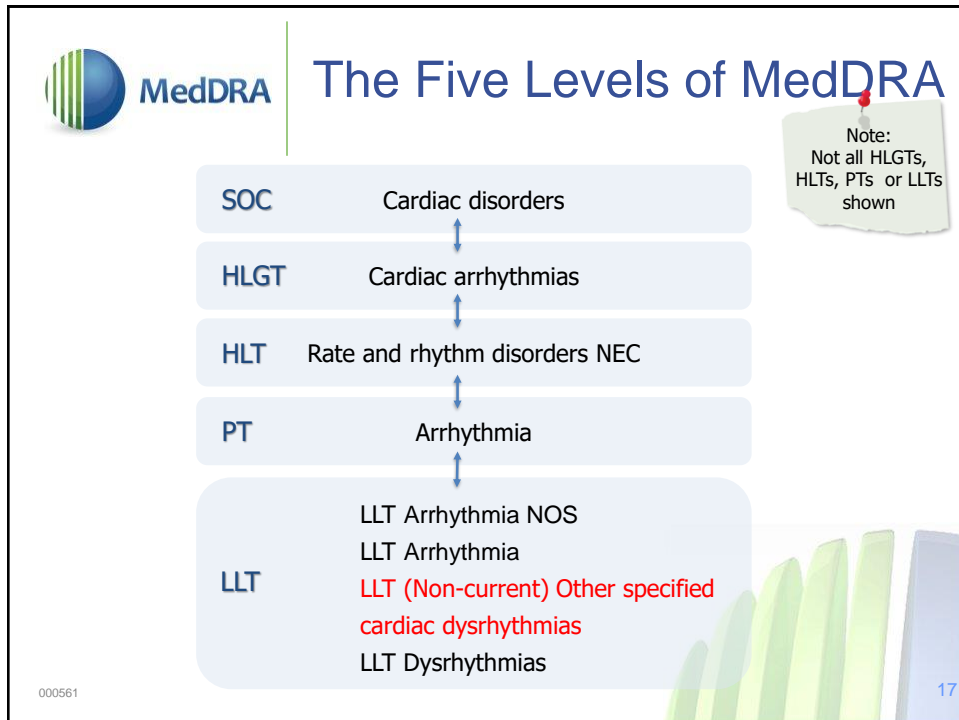 MedDRA
The Five Levels of MedDRA
Note:
Not all HLGTs,
HLTs, PTs or LLTs
shown
SOC Cardiac disorders
HLGT Cardiac arrhythmias
HLT Rate and rhythm disorders NEC
PT Arrhythmia
LLT
LLT Arrhythmia NOS
LLT Arrhythmia
LLT (Non-current) Other specified
cardiac dysrhythmias
LLT Dysrhythmias
000561
17